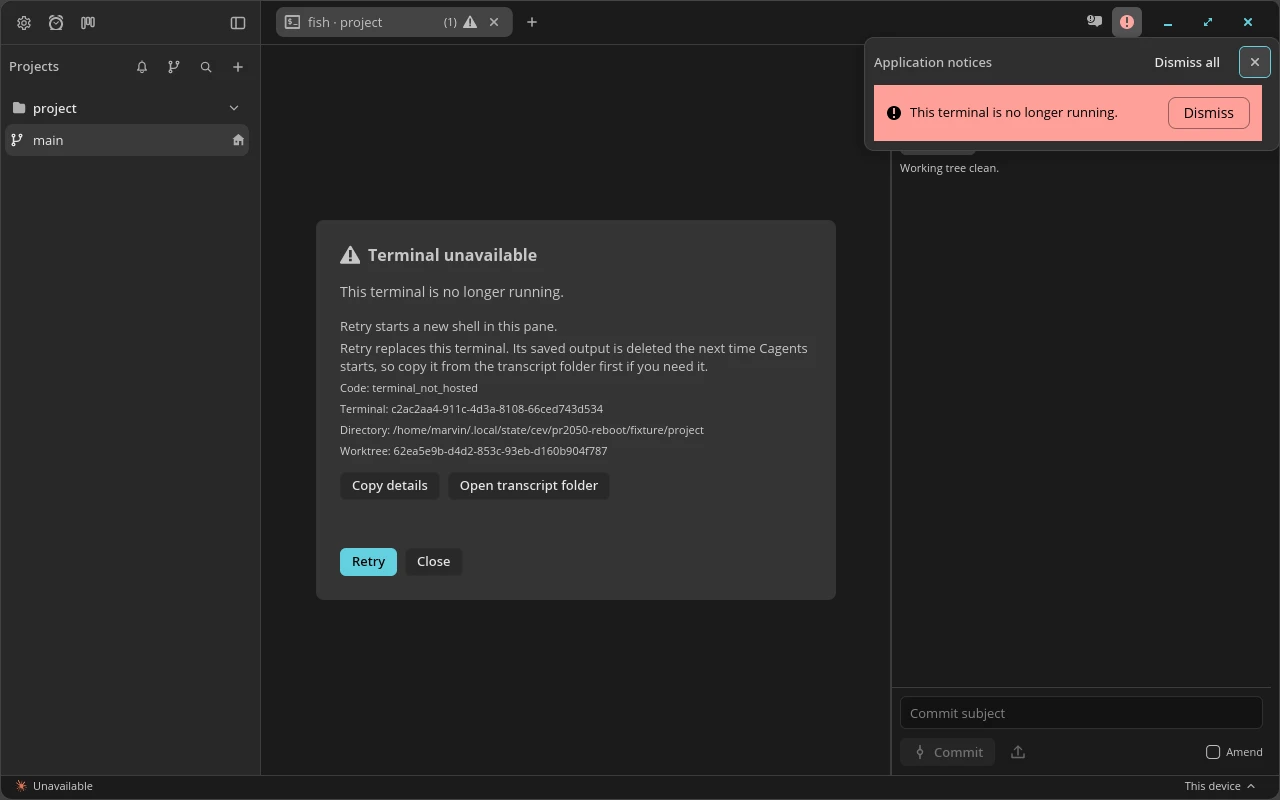 fish · project (1)
Projects
project
main
Application notices Dismiss all
This terminal is no longer running. Dismiss
Working tree clean.
Terminal unavailable
This terminal is no longer running.
Retry starts a new shell in this pane.
Retry replaces this terminal. Its saved output is deleted the next time Cagents
starts, so copy it from the transcript folder first if you need it.
Code: terminal_not_hosted
Terminal: c2ac2aa4-911c-4d3a-8108-66ced743d534
Directory: /home/marvin/.local/state/cev/pr2050-reboot/fixture/project
Worktree: 62ea5e9b-d4d2-853c-93eb-d160b904f787
Copy details Open transcript folder
Retry Close
Commit subject
Commit Amend
Unavailable This device